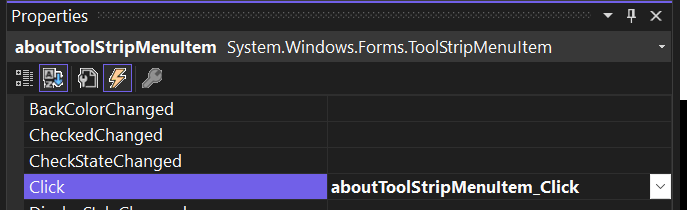 Properties
aboutToolStripMenuItem System.Windows.Forms.ToolStripMenuItem
BackColorChanged
CheckedChanged
CheckStateChanged
Click aboutToolStripMenuItem_Click